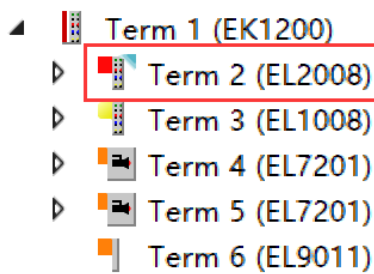 Term 1 (EK1200)
Term 2 (EL2008)
Term 3 (EL1008)
Term 4 (EL7201)
Term 5 (EL7201)
Term 6 (EL9011)